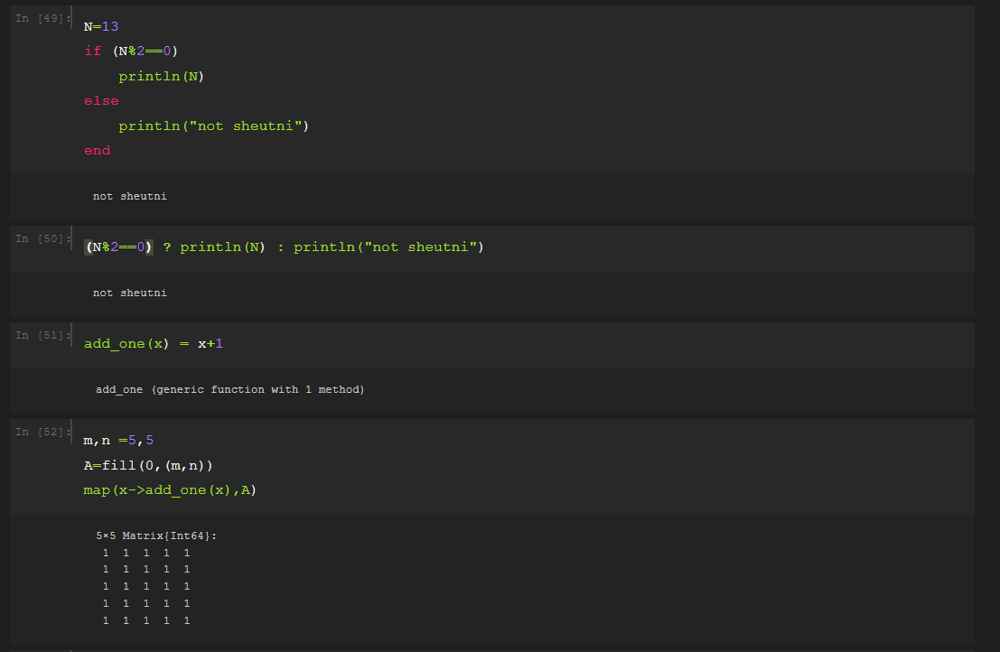 In [49]:
N=13
if (N%2==0)
    println(N)
else
    println("not sheutni")
end
not sheutni
In [50]:
(N%2==0) ? println(N) : println("not sheutni")
not sheutni
In [51]:
add_one(x) = x+1
add_one (generic function with 1 method)
In [52]:
m,n =5,5
A=fill(0,(m,n))
map(x->add_one(x),A)
5×5 Matrix{Int64}:
 1  1  1  1  1
 1  1  1  1  1
 1  1  1  1  1
 1  1  1  1  1
 1  1  1  1  1